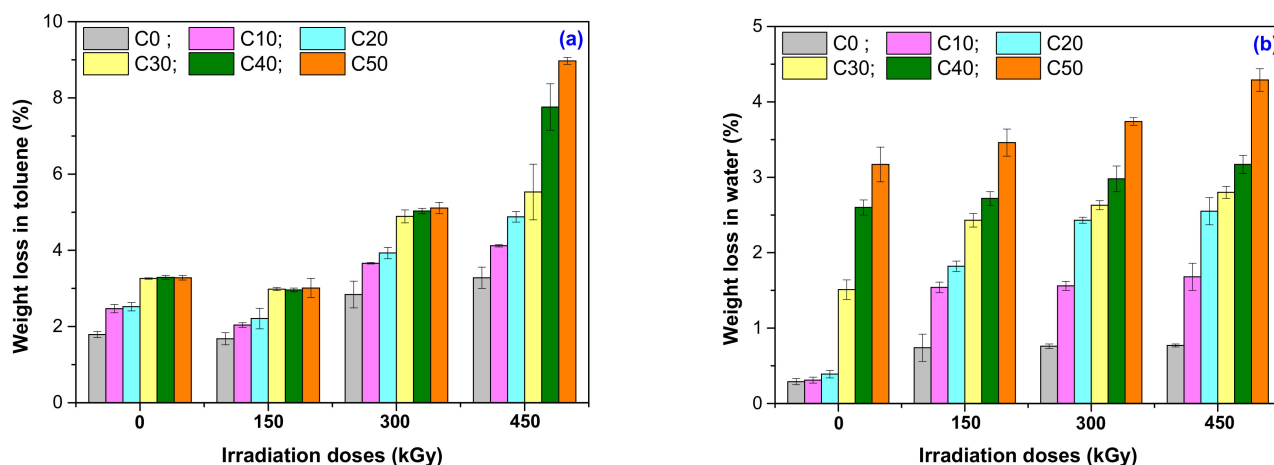 (a)
C0 ; C10; C20
C30; C40; C50
Weight loss in toluene (%)
10
8
6
4
2
0
0 150 300 450
Irradiation doses (kGy)
(b)
C0 ; C10; C20
C30; C40; C50
Weight loss in water (%)
5
4
3
2
1
0
0 150 300 450
Irradiation doses (kGy)